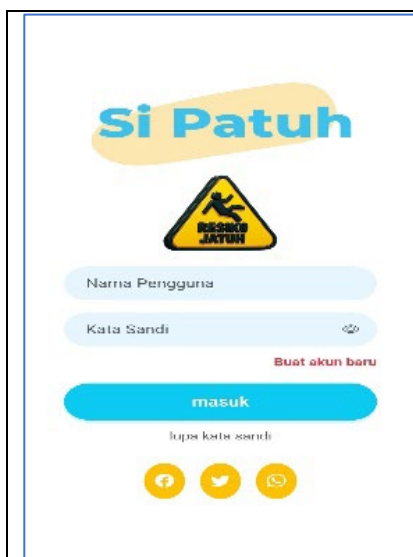 Si Patuh
RESIKO
JATUH
Nama Pengguna
Kata Sandi
Buat akun baru
masuk
lupa kata sandi